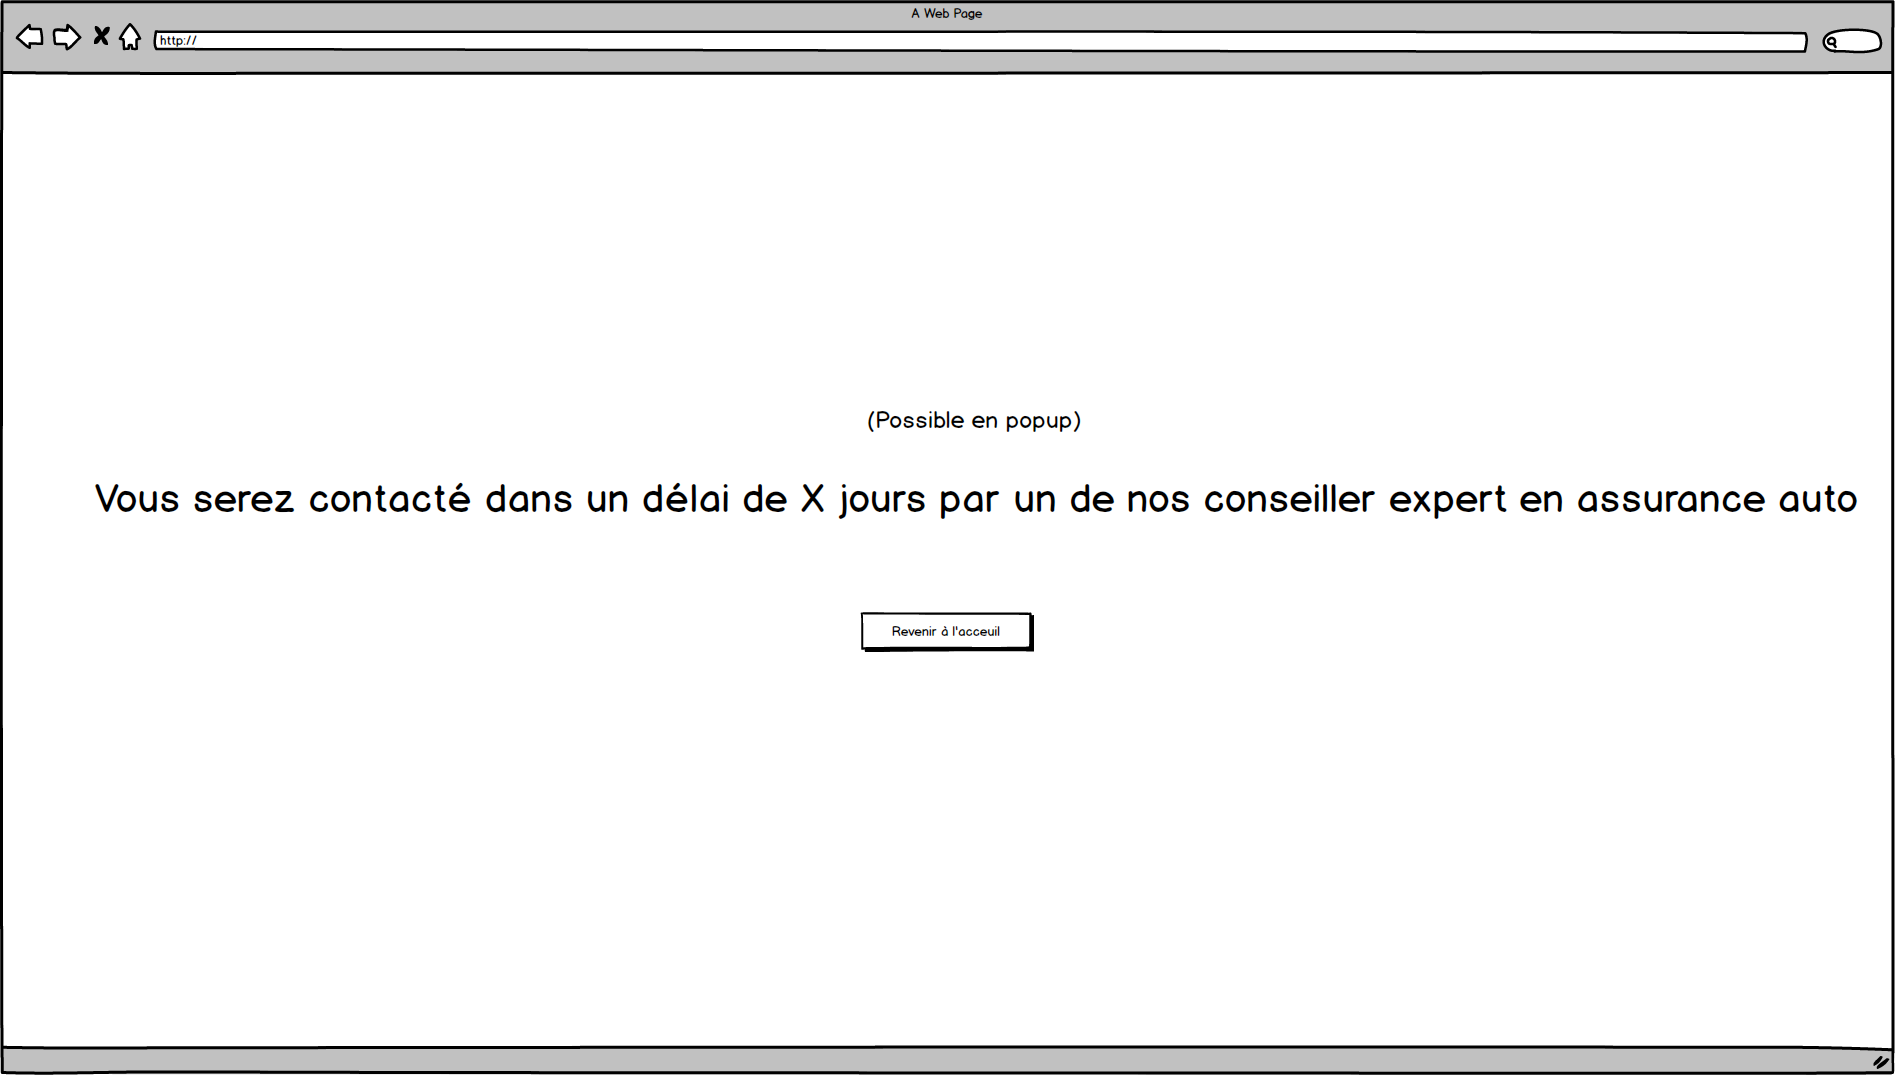 A Web Page
http://
(Possible en popup)
Vous serez contacté dans un délai de X jours par un de nos conseiller expert en assurance auto
Revenir à l'acceuil